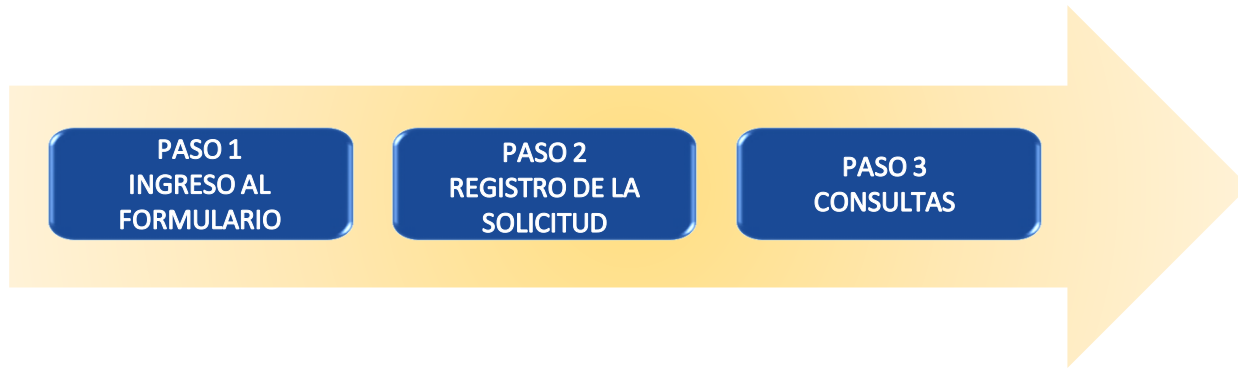 PASO 1
INGRESO AL
FORMULARIO
PASO 2
REGISTRO DE LA
SOLICITUD
PASO 3
CONSULTAS